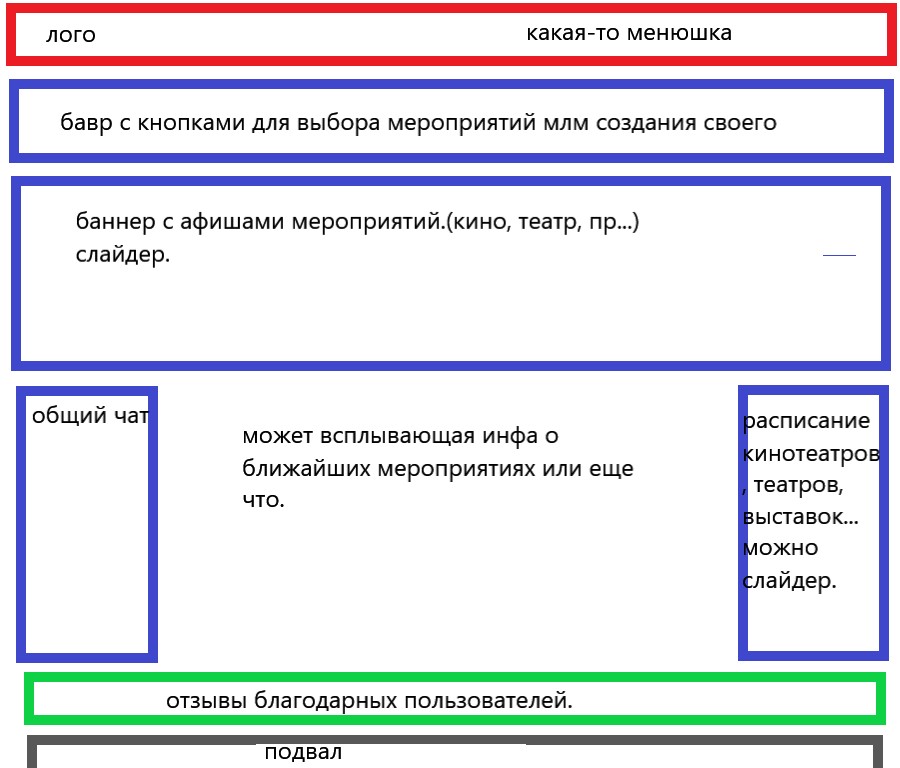 лого
какая-то менюшка
бавр с кнопками для выбора мероприятий млм создания своего
баннер с афишами мероприятий.(кино, театр, пр...)
слайдер.
общий чат
может всплывающая инфа о
ближайших мероприятиях или еще
что.
расписание
кинотеатров
, театров,
выставок...
можно
слайдер.
отзывы благодарных пользователей.
подвал